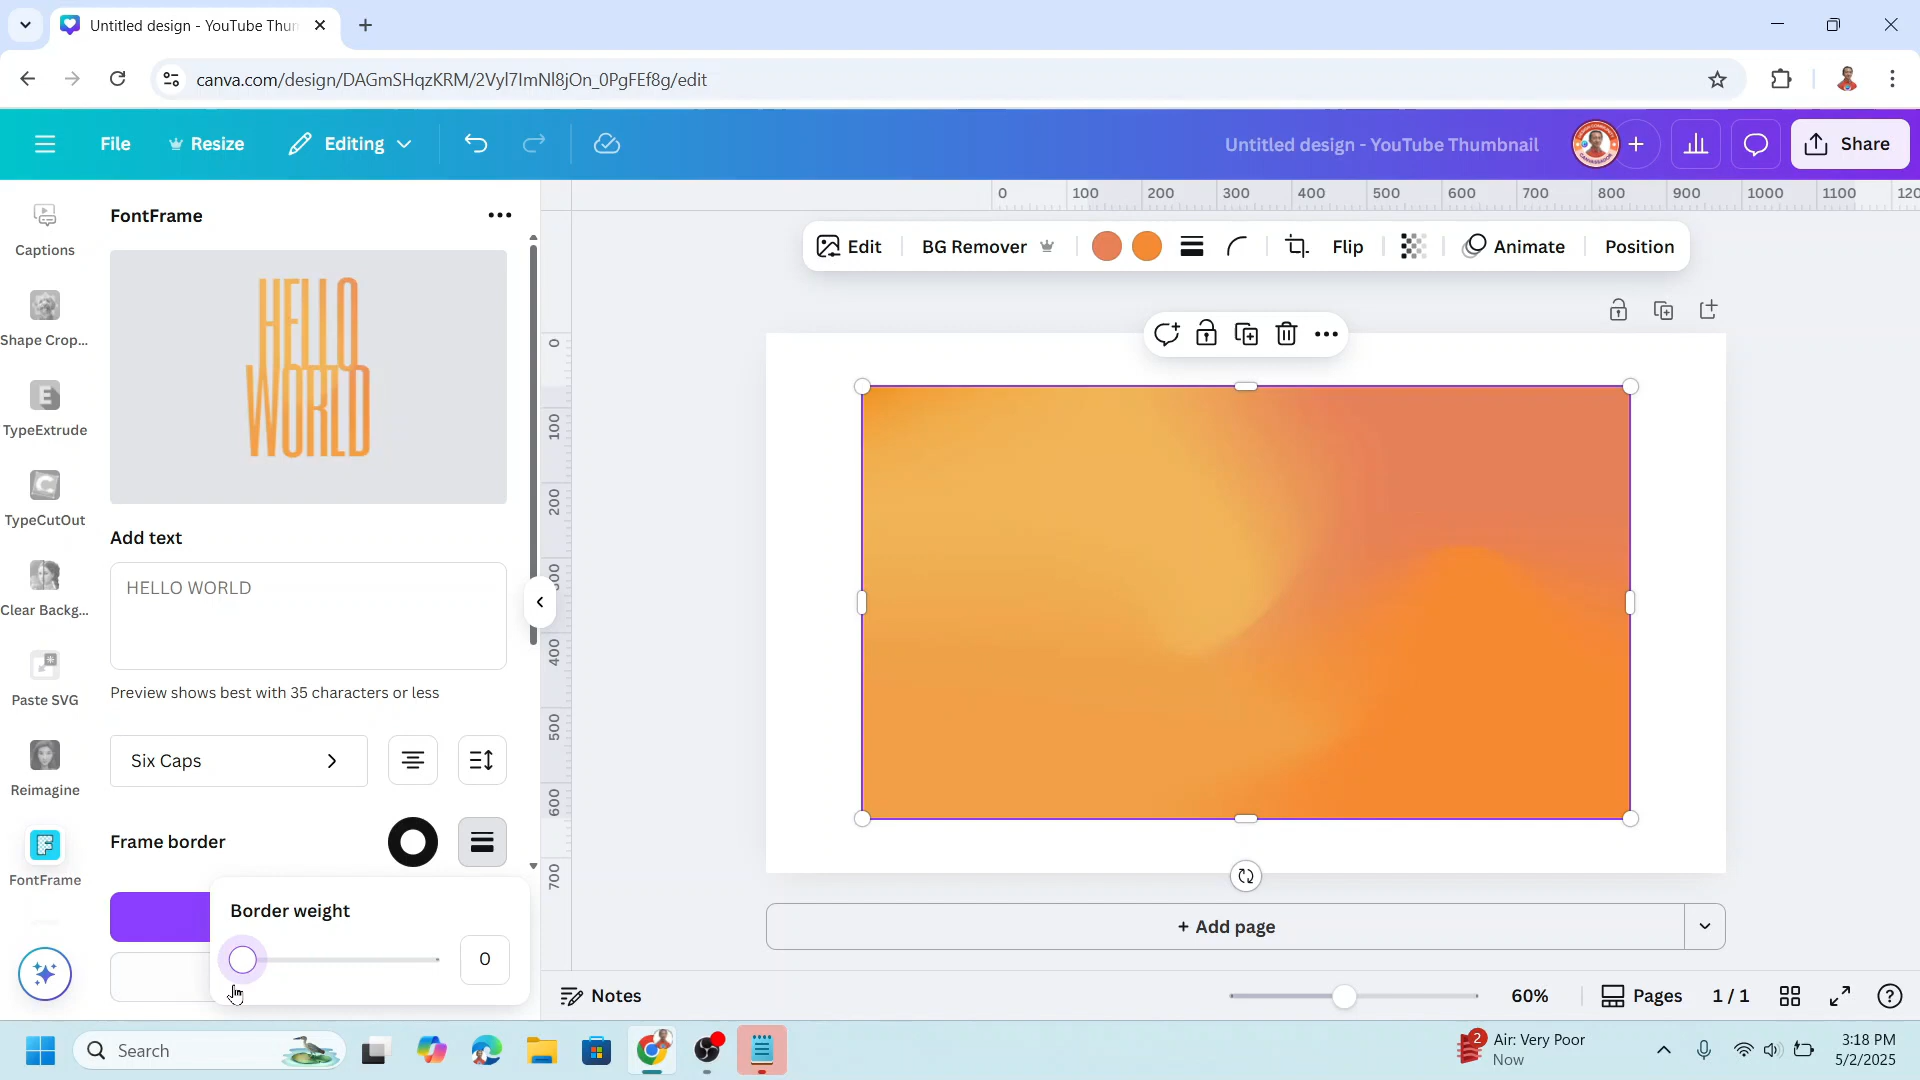 Untitled design - YouTube Thun
canva.com/design/DAGmSHqzKRM/2Vyl7ImNl8jOn_0PgFEf8g/edit
File
Resize
Editing
Untitled design - YouTube Thumbnail
Share
Captions
Shape Crop...
TypeExtrude
TypeCutOut
Clear Backg...
Paste SVG
Reimagine
FontFrame
FontFrame
HELLO
WORLD
Add text
HELLO WORLD
Preview shows best with 35 characters or less
Six Caps
Frame border
Border weight
0
0 100 200 300 400 500 600 700 800 900 1000 1100 120
0
100
200
300
400
500
600
700
Edit
BG Remover
Flip
Animate
Position
+ Add page
Notes
60%
Pages
1 / 1
Search
2
Air: Very Poor
Now
3:18 PM
5/2/2025